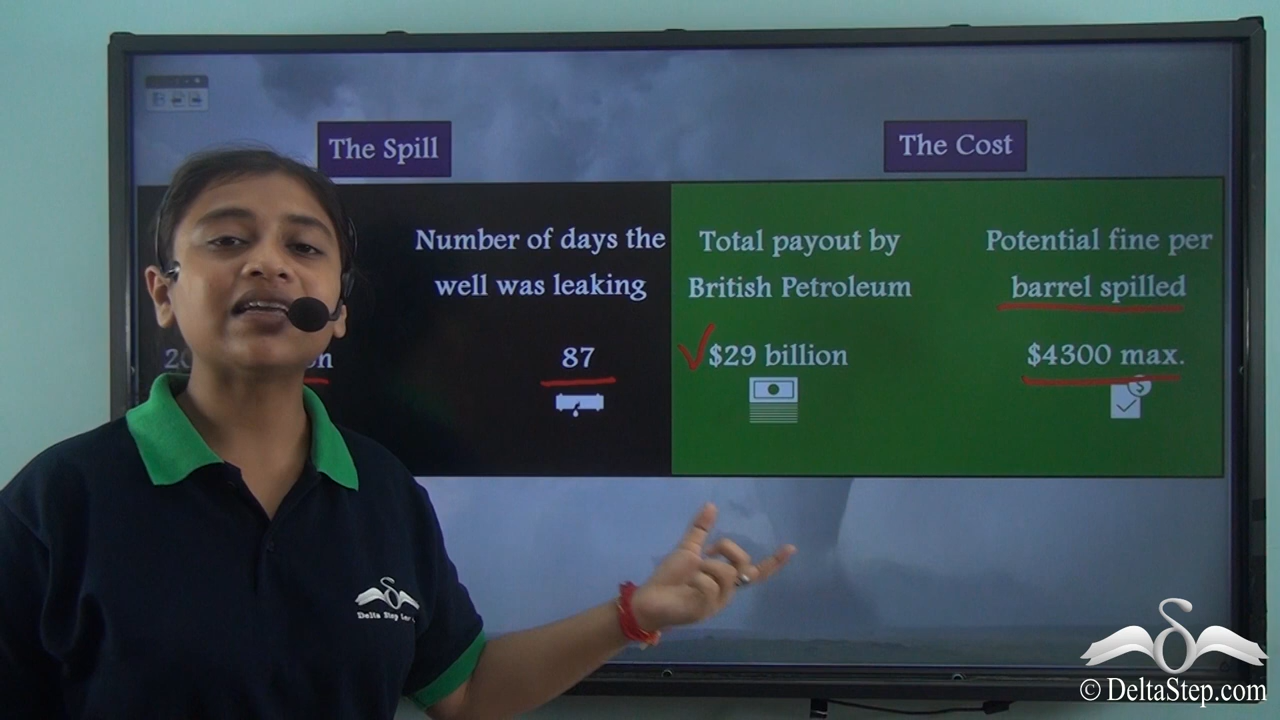 The Spill
The Cost
Number of days the
well was leaking
87
Total payout by
British Petroleum
$29 billion
Potential fine per
barrel spilled
$4300 max.
Delta Step
© DeltaStep.com